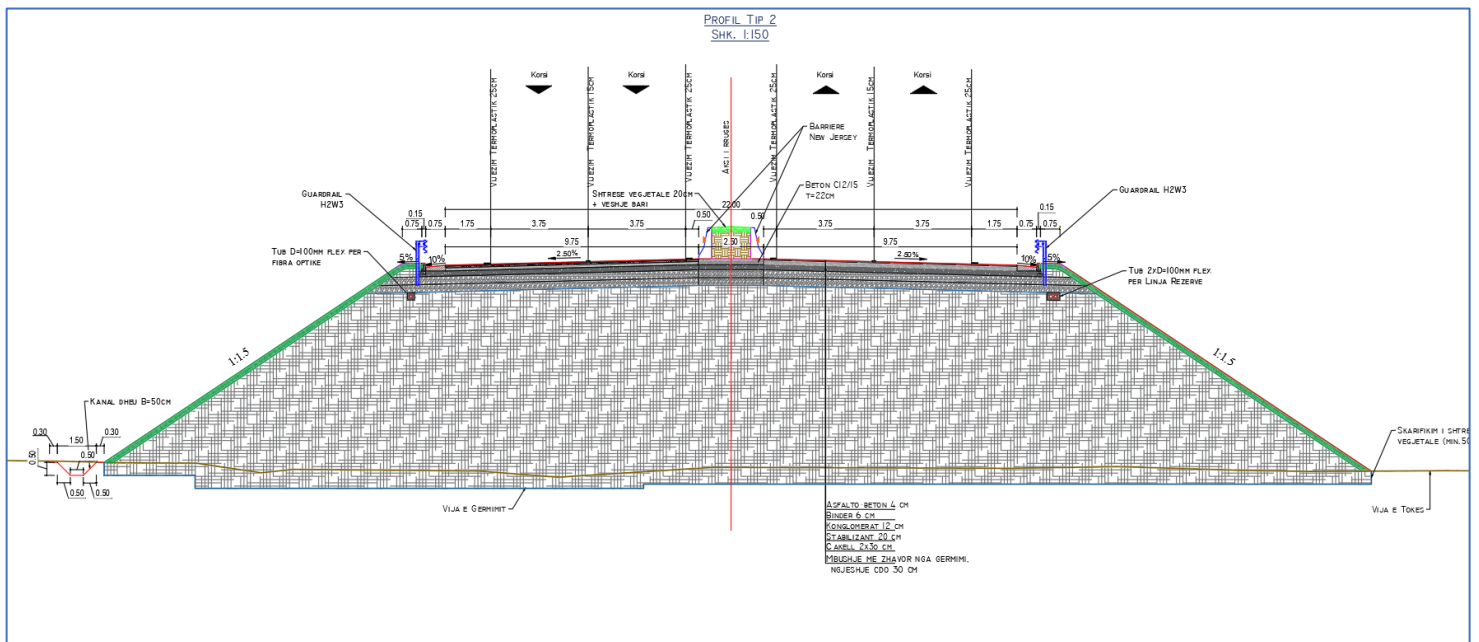 PROFIL TIP 2
SHK. 1:150
Korsi
Korsi
Korsi
Korsi
VIJEZIM TERMOPLASTIK 25CM
VIJEZIM TERMOPLASTIK 15CM
VIJEZIM TERMOPLASTIK 25CM
AKSI I RRUGES
VIJEZIM TERMOPLASTIK 25CM
VIJEZIM TERMOPLASTIK 15CM
VIJEZIM TERMOPLASTIK 25CM
BARRIERE
NEW JERSEY
BETON C12/15
T=22CM
GUARDRAIL
H2W3
SHTRESE VEGJETALE 20CM
+ VESHJE BARI
GUARDRAIL H2W3
22.00
0.15
0.75
0.75
1.75
3.75
3.75
0.50
0.50
3.75
3.75
1.75
0.15
0.75
0.75
9.75
2.50
9.75
2.50%
2.50%
5%
10%
10%
5%
TUB D=100MM FLEX PER
FIBRA OPTIKE
TUB 2XD=100MM FLEX
PER LINJA REZERVE
1:1.5
1:1.5
KANAL DHEU B=50CM
0.30
1.50
0.30
0.50
0.50
0.50
0.50
SKARIFIKIM I SHTRE
VEGJETALE (MIN.50
VIJA E GERMIMIT
VIJA E TOKES
ASFALTO BETON 4 CM
BINDER 6 CM
KONGLOMERAT 12 CM
STABILIZANT 20 CM
CAKELL 2X30 CM
MBUSHJE ME ZHAVOR NGA GERMIMI,
NGJESHJE CDO 30 CM